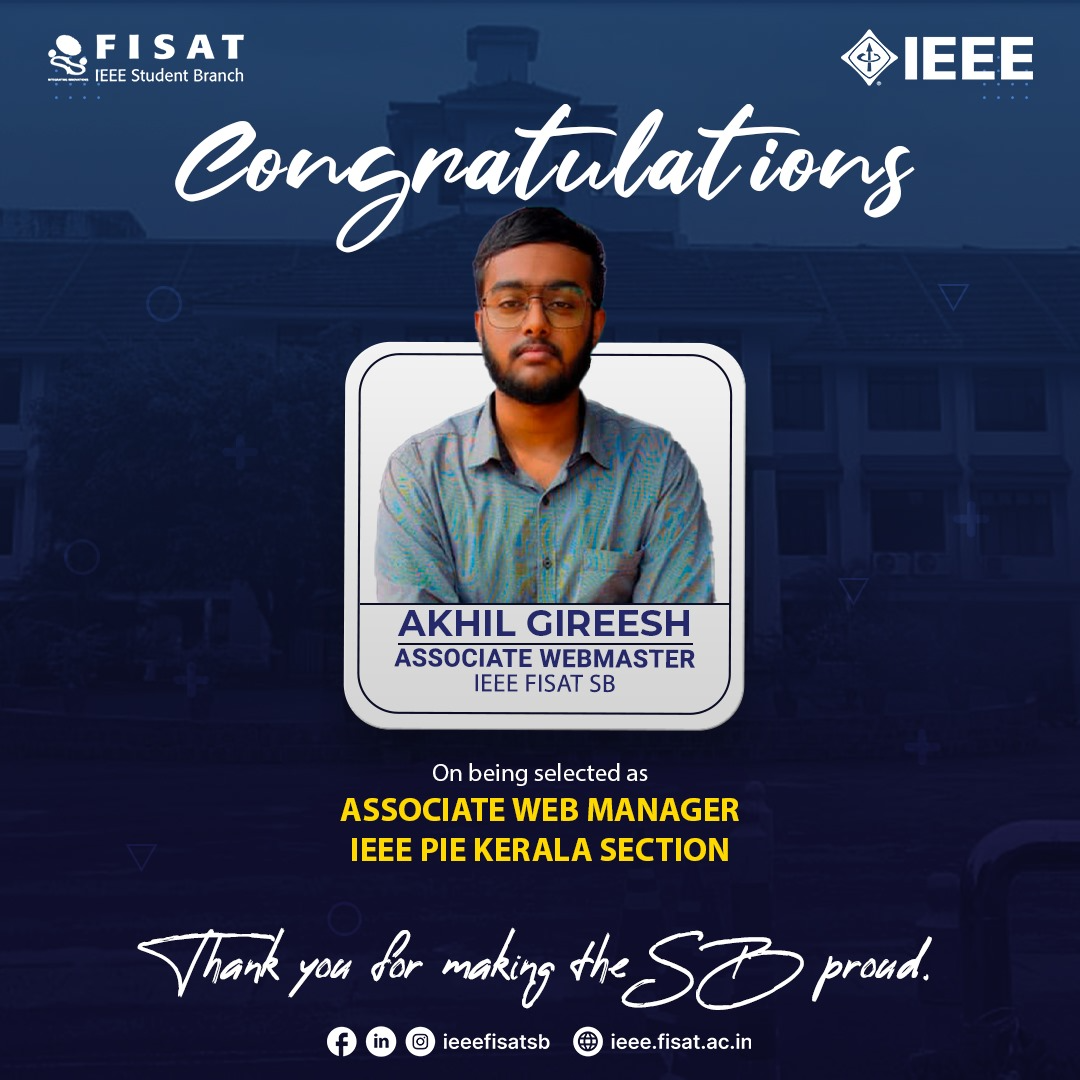 FISAT
IEEE Student Branch
IEEE
Congratulations
AKHIL GIREESH
ASSOCIATE WEBMASTER
IEEE FISAT SB
On being selected as
ASSOCIATE WEB MANAGER
IEEE PIE KERALA SECTION
Thank you for making the SB proud.
ieeefisatsb ieee.fisat.ac.in